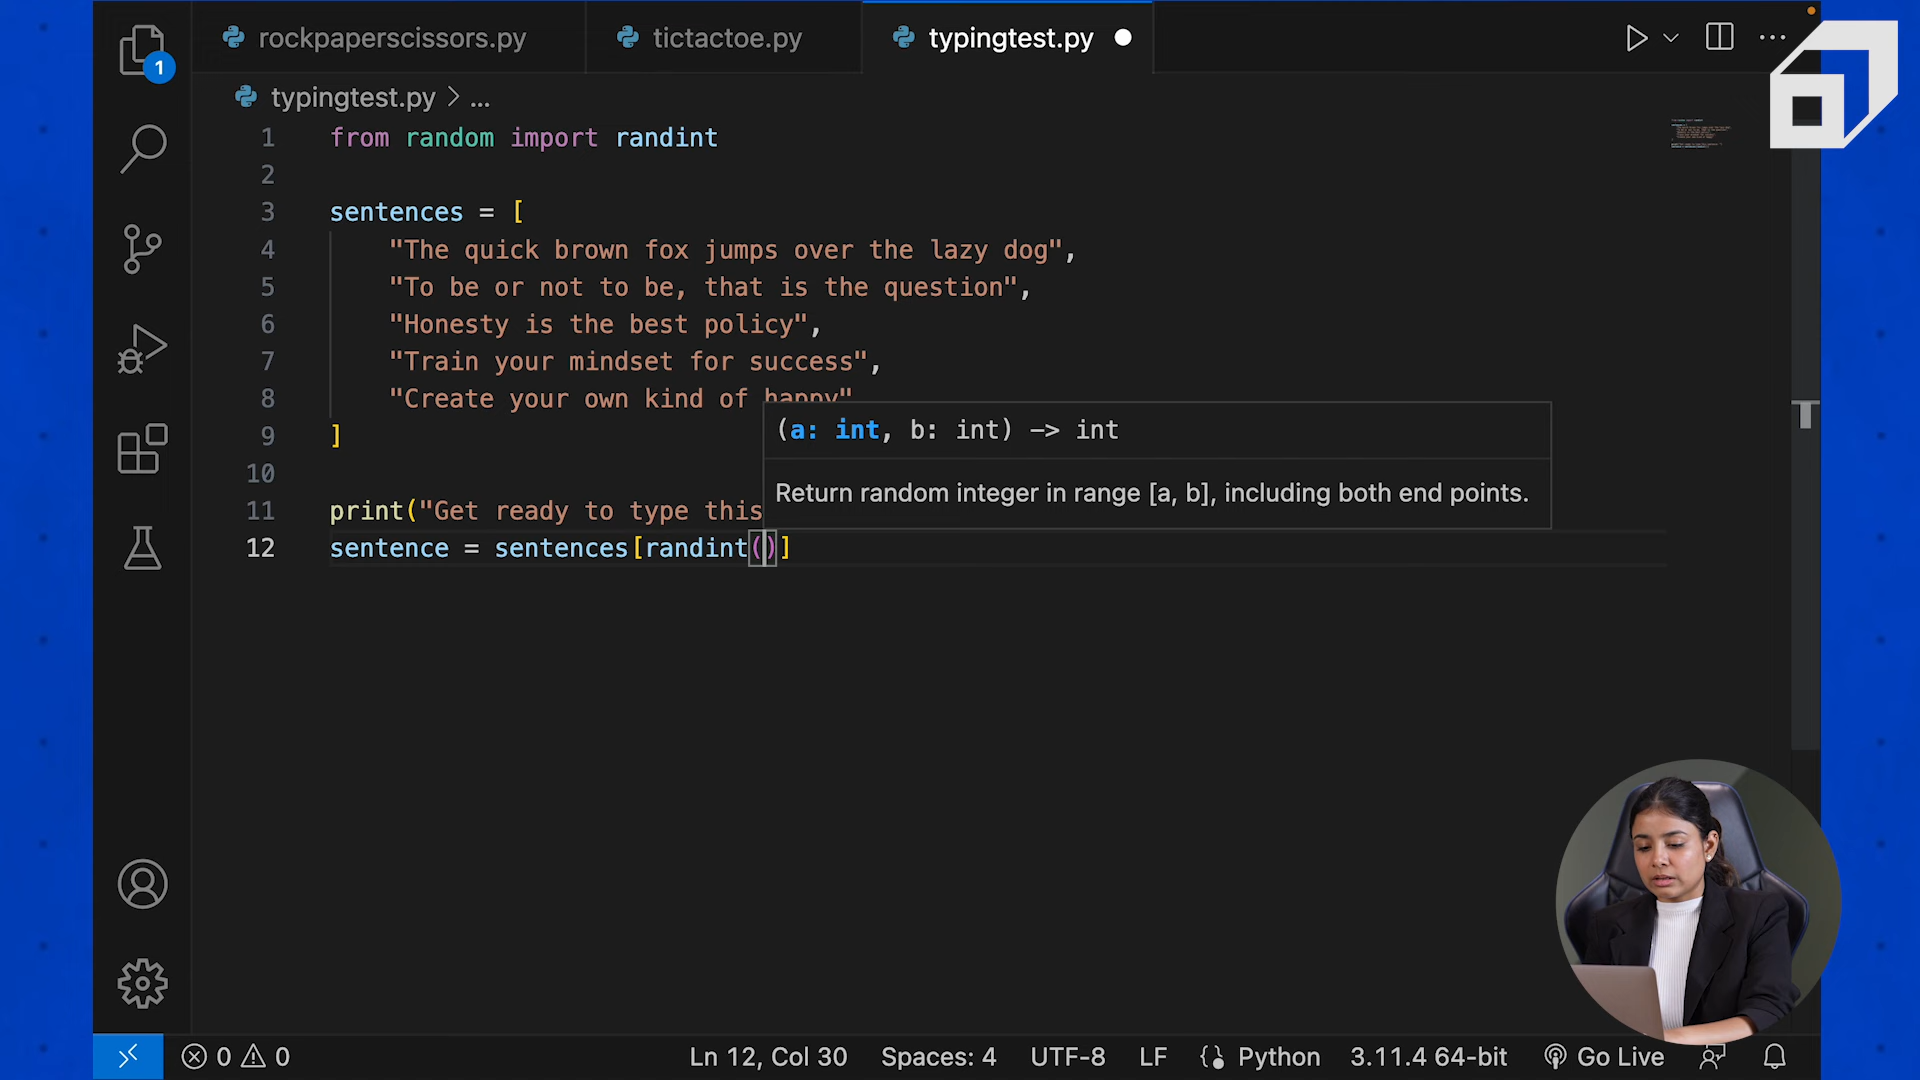 rockpaperscissors.py
tictactoe.py
typingtest.py
1
typingtest.py > ...
1 from random import randint
2
3 sentences = [
4 "The quick brown fox jumps over the lazy dog",
5 "To be or not to be, that is the question",
6 "Honesty is the best policy",
7 "Train your mindset for success",
8 "Create your own kind of happy"
9 ]
(a: int, b: int) -> int
10
Return random integer in range [a, b], including both end points.
11 print("Get ready to type this
12 sentence = sentences[randint()]
0 0 Ln 12, Col 30 Spaces: 4 UTF-8 LF Python 3.11.4 64-bit Go Live